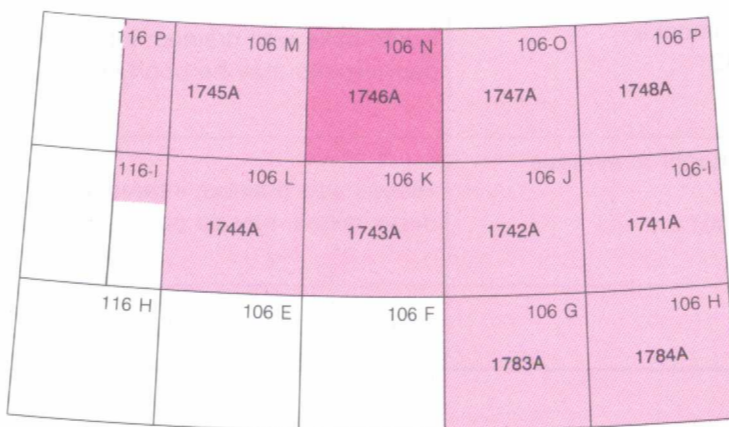 116 P 106 M 106 N 106-O 106 P
1745A 1746A 1747A 1748A
116-I 106 L 106 K 106 J 106-I
1744A 1743A 1742A 1741A
116 H 106 E 106 F 106 G 106 H
1783A 1784A